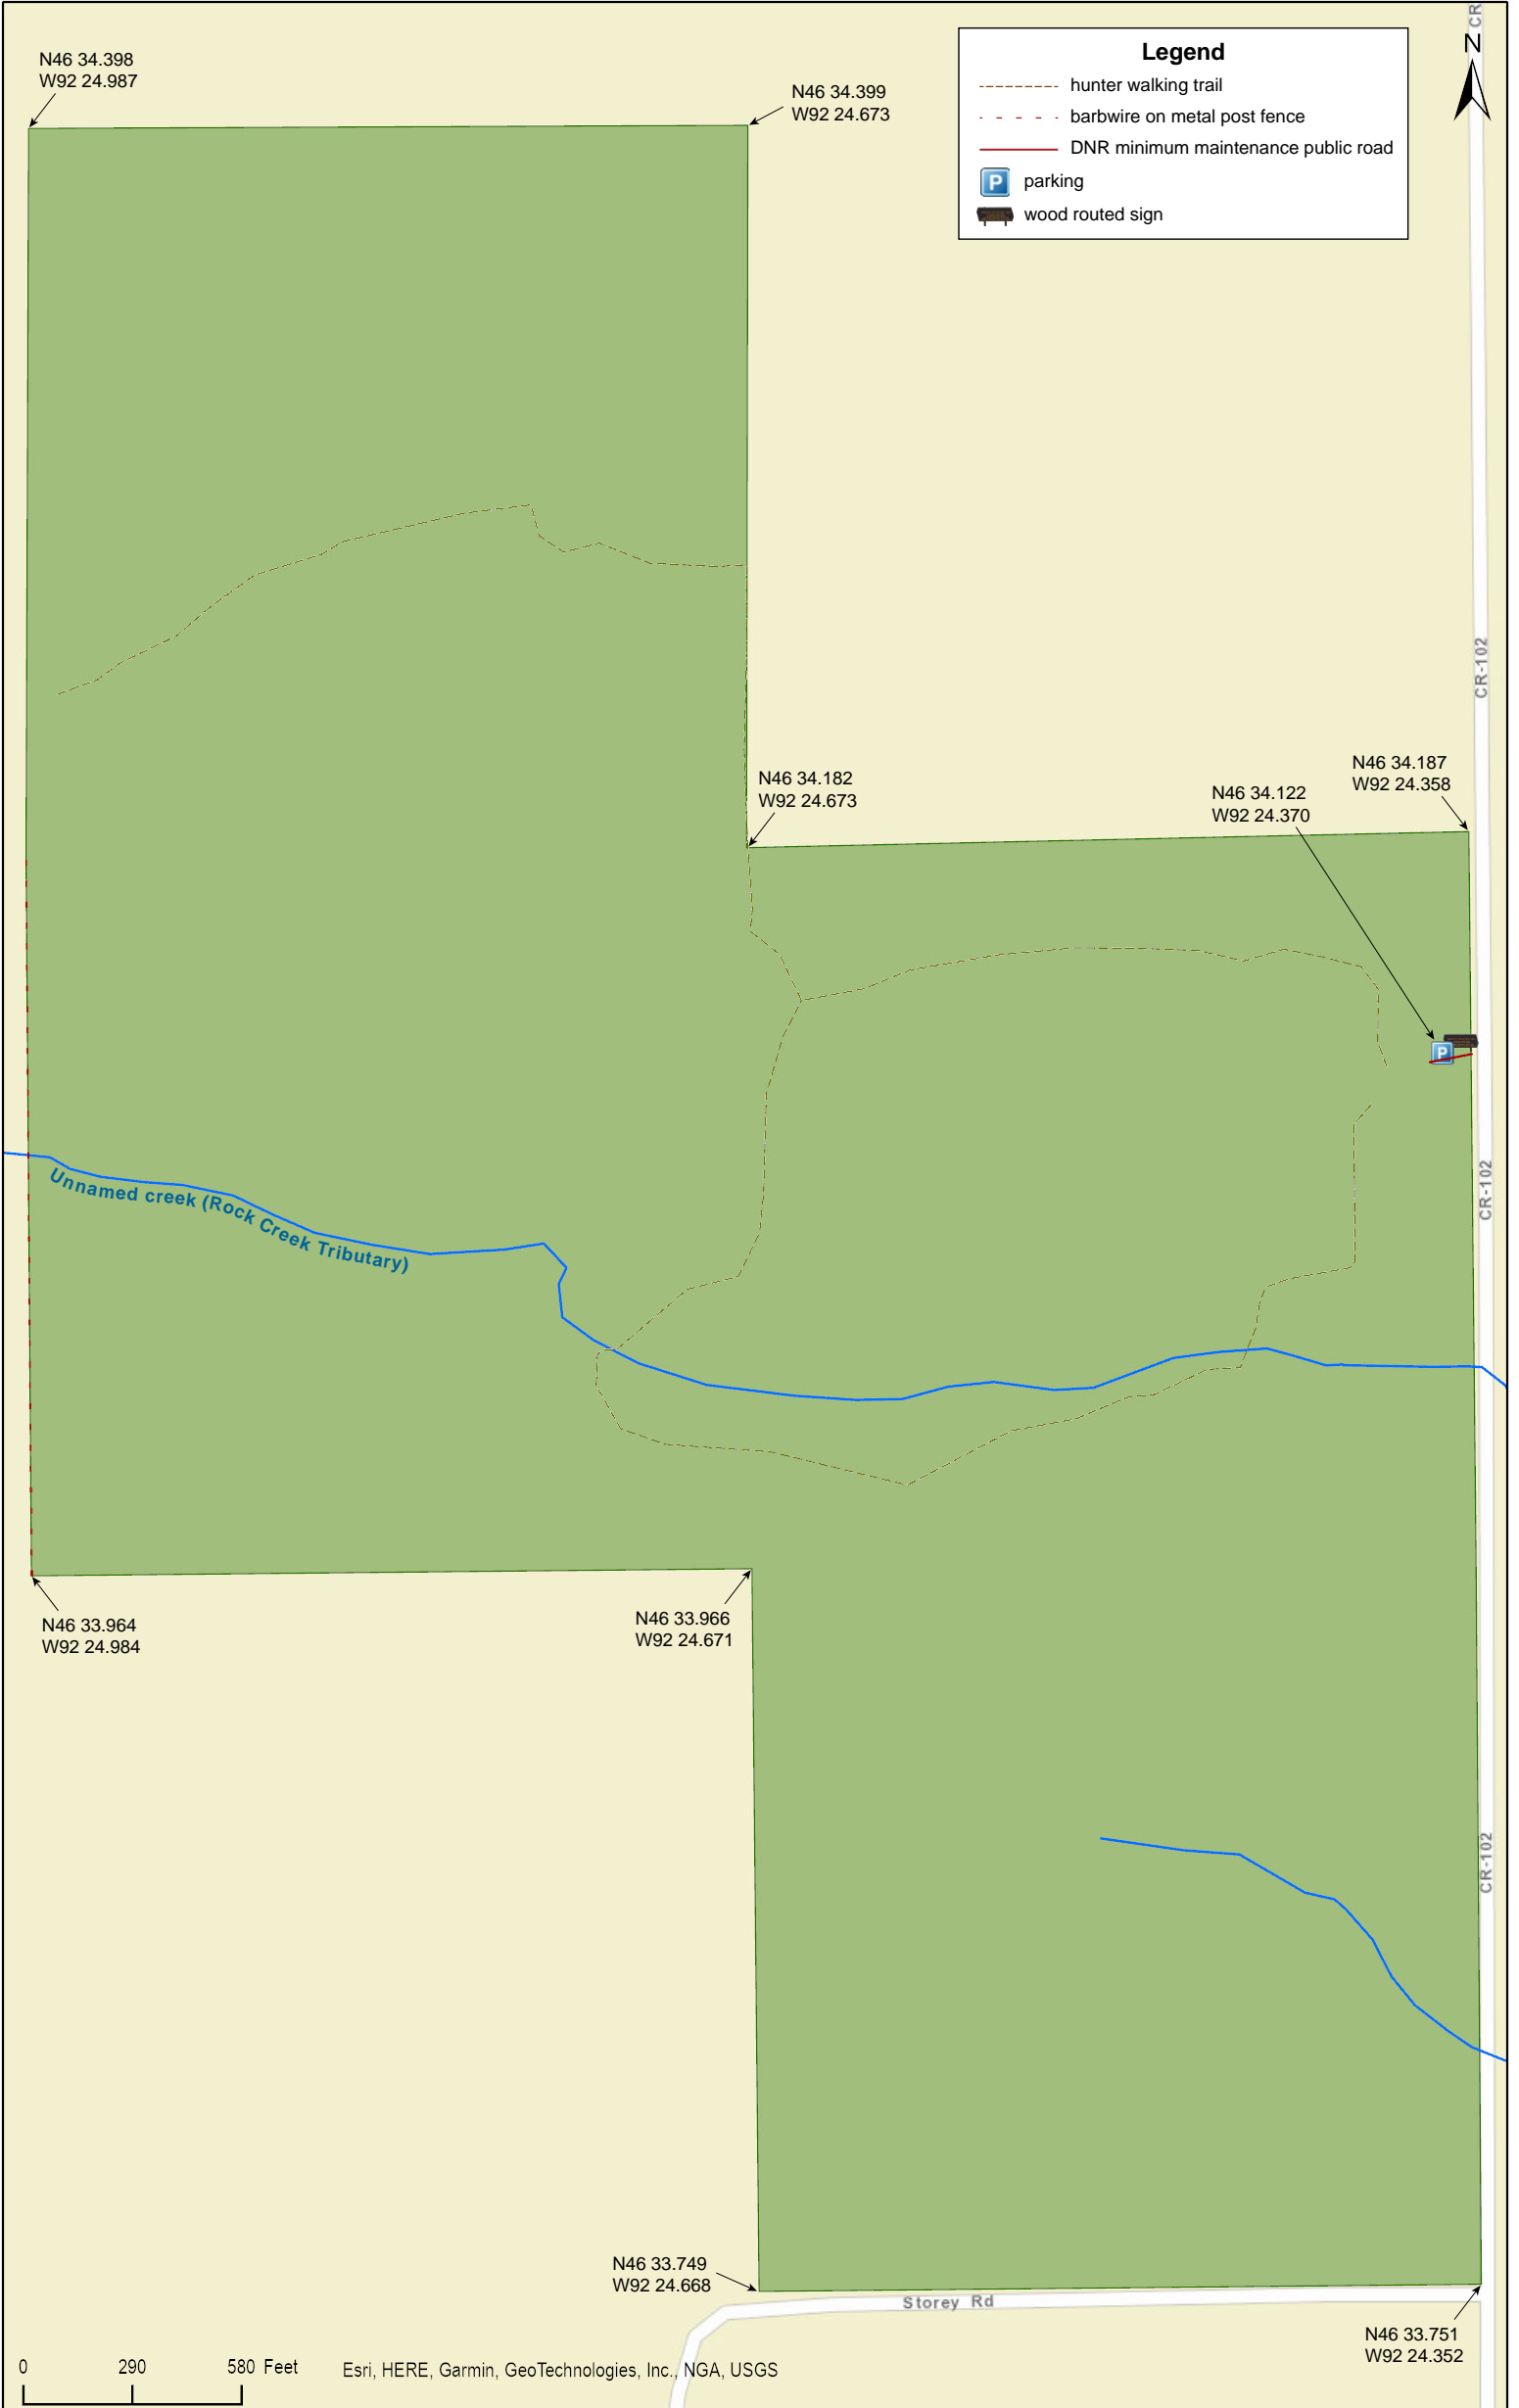 CR
N
Legend
hunter walking trail
barbwire on metal post fence
DNR minimum maintenance public road
P parking
wood routed sign
N46 34.398
W92 24.987
N46 34.399
W92 24.673
CR-102
N46 34.182
W92 24.673
N46 34.187
W92 24.358
N46 34.122
W92 24.370
P
Unnamed creek (Rock Creek Tributary)
CR-102
N46 33.964
W92 24.984
N46 33.966
W92 24.671
CR-102
N46 33.749
W92 24.668
Storey Rd
N46 33.751
W92 24.352
0 290 580 Feet
Esri, HERE, Garmin, GeoTechnologies, Inc., NGA, USGS